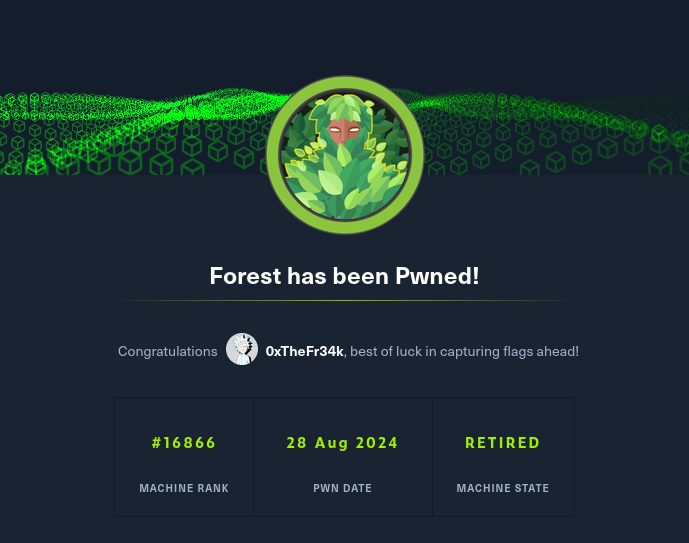 Forest has been Pwned!
Congratulations 0xTheFr34k, best of luck in capturing flags ahead!
#16866 28 Aug 2024 RETIRED
MACHINE RANK PWN DATE MACHINE STATE